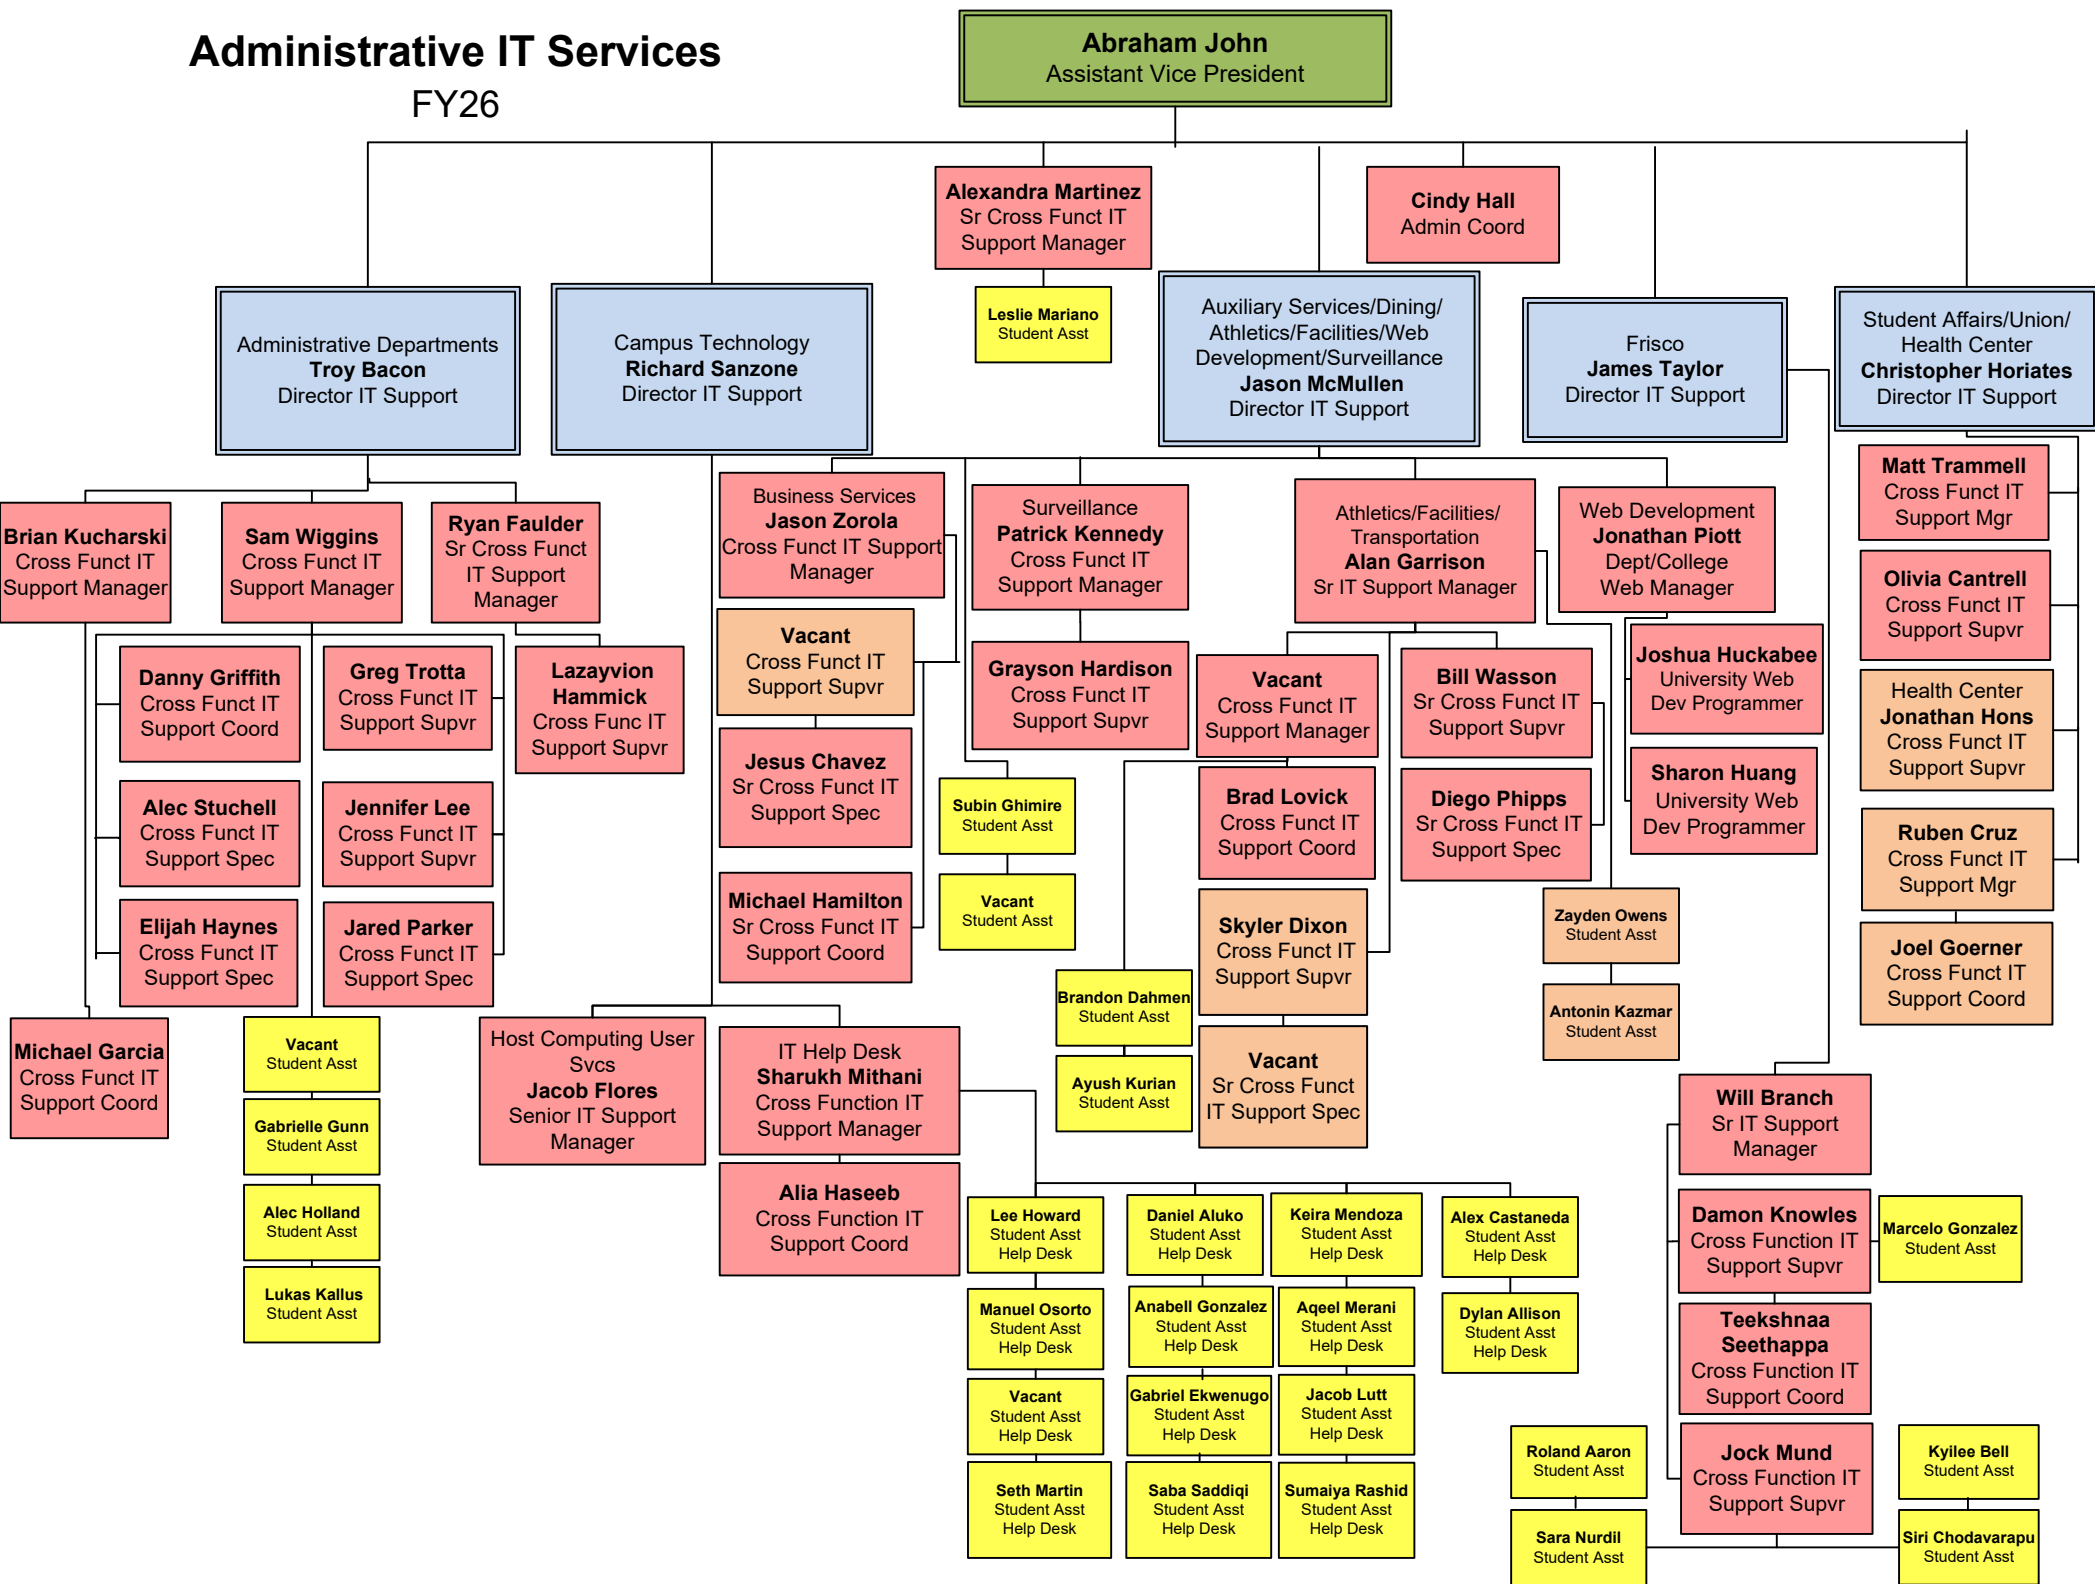 Administrative IT Services
FY26
Abraham John
Assistant Vice President
Alexandra Martinez
Sr Cross Funct IT
Support Manager
Cindy Hall
Admin Coord
Leslie Mariano
Student Asst
Administrative Departments
Troy Bacon
Director IT Support
Campus Technology
Richard Sanzone
Director IT Support
Auxiliary Services/Dining/
Athletics/Facilities/Web
Development/Surveillance
Jason McMullen
Director IT Support
Frisco
James Taylor
Director IT Support
Student Affairs/Union/
Health Center
Christopher Horiates
Director IT Support
Brian Kucharski
Cross Funct IT
Support Manager
Sam Wiggins
Cross Funct IT
Support Manager
Ryan Faulder
Sr Cross Funct
IT Support
Manager
Business Services
Jason Zorola
Cross Funct IT Support
Manager
Surveillance
Patrick Kennedy
Cross Funct IT
Support Manager
Athletics/Facilities/
Transportation
Alan Garrison
Sr IT Support Manager
Web Development
Jonathan Piott
Dept/College
Web Manager
Matt Trammell
Cross Funct IT
Support Mgr
Olivia Cantrell
Cross Funct IT
Support Supvr
Danny Griffith
Cross Funct IT
Support Coord
Greg Trotta
Cross Funct IT
Support Supvr
Lazayvion
Hammick
Cross Func IT
Support Supvr
Vacant
Cross Funct IT
Support Supvr
Grayson Hardison
Cross Funct IT
Support Supvr
Vacant
Cross Funct IT
Support Manager
Bill Wasson
Sr Cross Funct IT
Support Supvr
Joshua Huckabee
University Web
Dev Programmer
Health Center
Jonathan Hons
Cross Funct IT
Support Supvr
Alec Stuchell
Cross Funct IT
Support Spec
Jennifer Lee
Cross Funct IT
Support Supvr
Jesus Chavez
Sr Cross Funct IT
Support Spec
Subin Ghimire
Student Asst
Brad Lovick
Cross Funct IT
Support Coord
Diego Phipps
Sr Cross Funct IT
Support Spec
Sharon Huang
University Web
Dev Programmer
Ruben Cruz
Cross Funct IT
Support Mgr
Elijah Haynes
Cross Funct IT
Support Spec
Jared Parker
Cross Funct IT
Support Spec
Michael Hamilton
Sr Cross Funct IT
Support Coord
Vacant
Student Asst
Skyler Dixon
Cross Funct IT
Support Supvr
Zayden Owens
Student Asst
Joel Goerner
Cross Funct IT
Support Coord
Brandon Dahmen
Student Asst
Antonin Kazmar
Student Asst
Michael Garcia
Cross Funct IT
Support Coord
Vacant
Student Asst
Host Computing User
Svcs
Jacob Flores
Senior IT Support
Manager
IT Help Desk
Sharukh Mithani
Cross Function IT
Support Manager
Ayush Kurian
Student Asst
Vacant
Sr Cross Funct
IT Support Spec
Will Branch
Sr IT Support
Manager
Gabrielle Gunn
Student Asst
Alec Holland
Student Asst
Lukas Kallus
Student Asst
Alia Haseeb
Cross Function IT
Support Coord
Lee Howard
Student Asst
Help Desk
Daniel Aluko
Student Asst
Help Desk
Keira Mendoza
Student Asst
Help Desk
Alex Castaneda
Student Asst
Help Desk
Damon Knowles
Cross Function IT
Support Supvr
Marcelo Gonzalez
Student Asst
Manuel Osorto
Student Asst
Help Desk
Anabell Gonzalez
Student Asst
Help Desk
Aqeel Merani
Student Asst
Help Desk
Dylan Allison
Student Asst
Help Desk
Teekshnaa
Seethappa
Cross Function IT
Support Coord
Vacant
Student Asst
Help Desk
Gabriel Ekwenugo
Student Asst
Help Desk
Jacob Lutt
Student Asst
Help Desk
Roland Aaron
Student Asst
Jock Mund
Cross Function IT
Support Supvr
Kyilee Bell
Student Asst
Seth Martin
Student Asst
Help Desk
Saba Saddiqi
Student Asst
Help Desk
Sumaiya Rashid
Student Asst
Help Desk
Sara Nurdil
Student Asst
Siri Chodavarapu
Student Asst